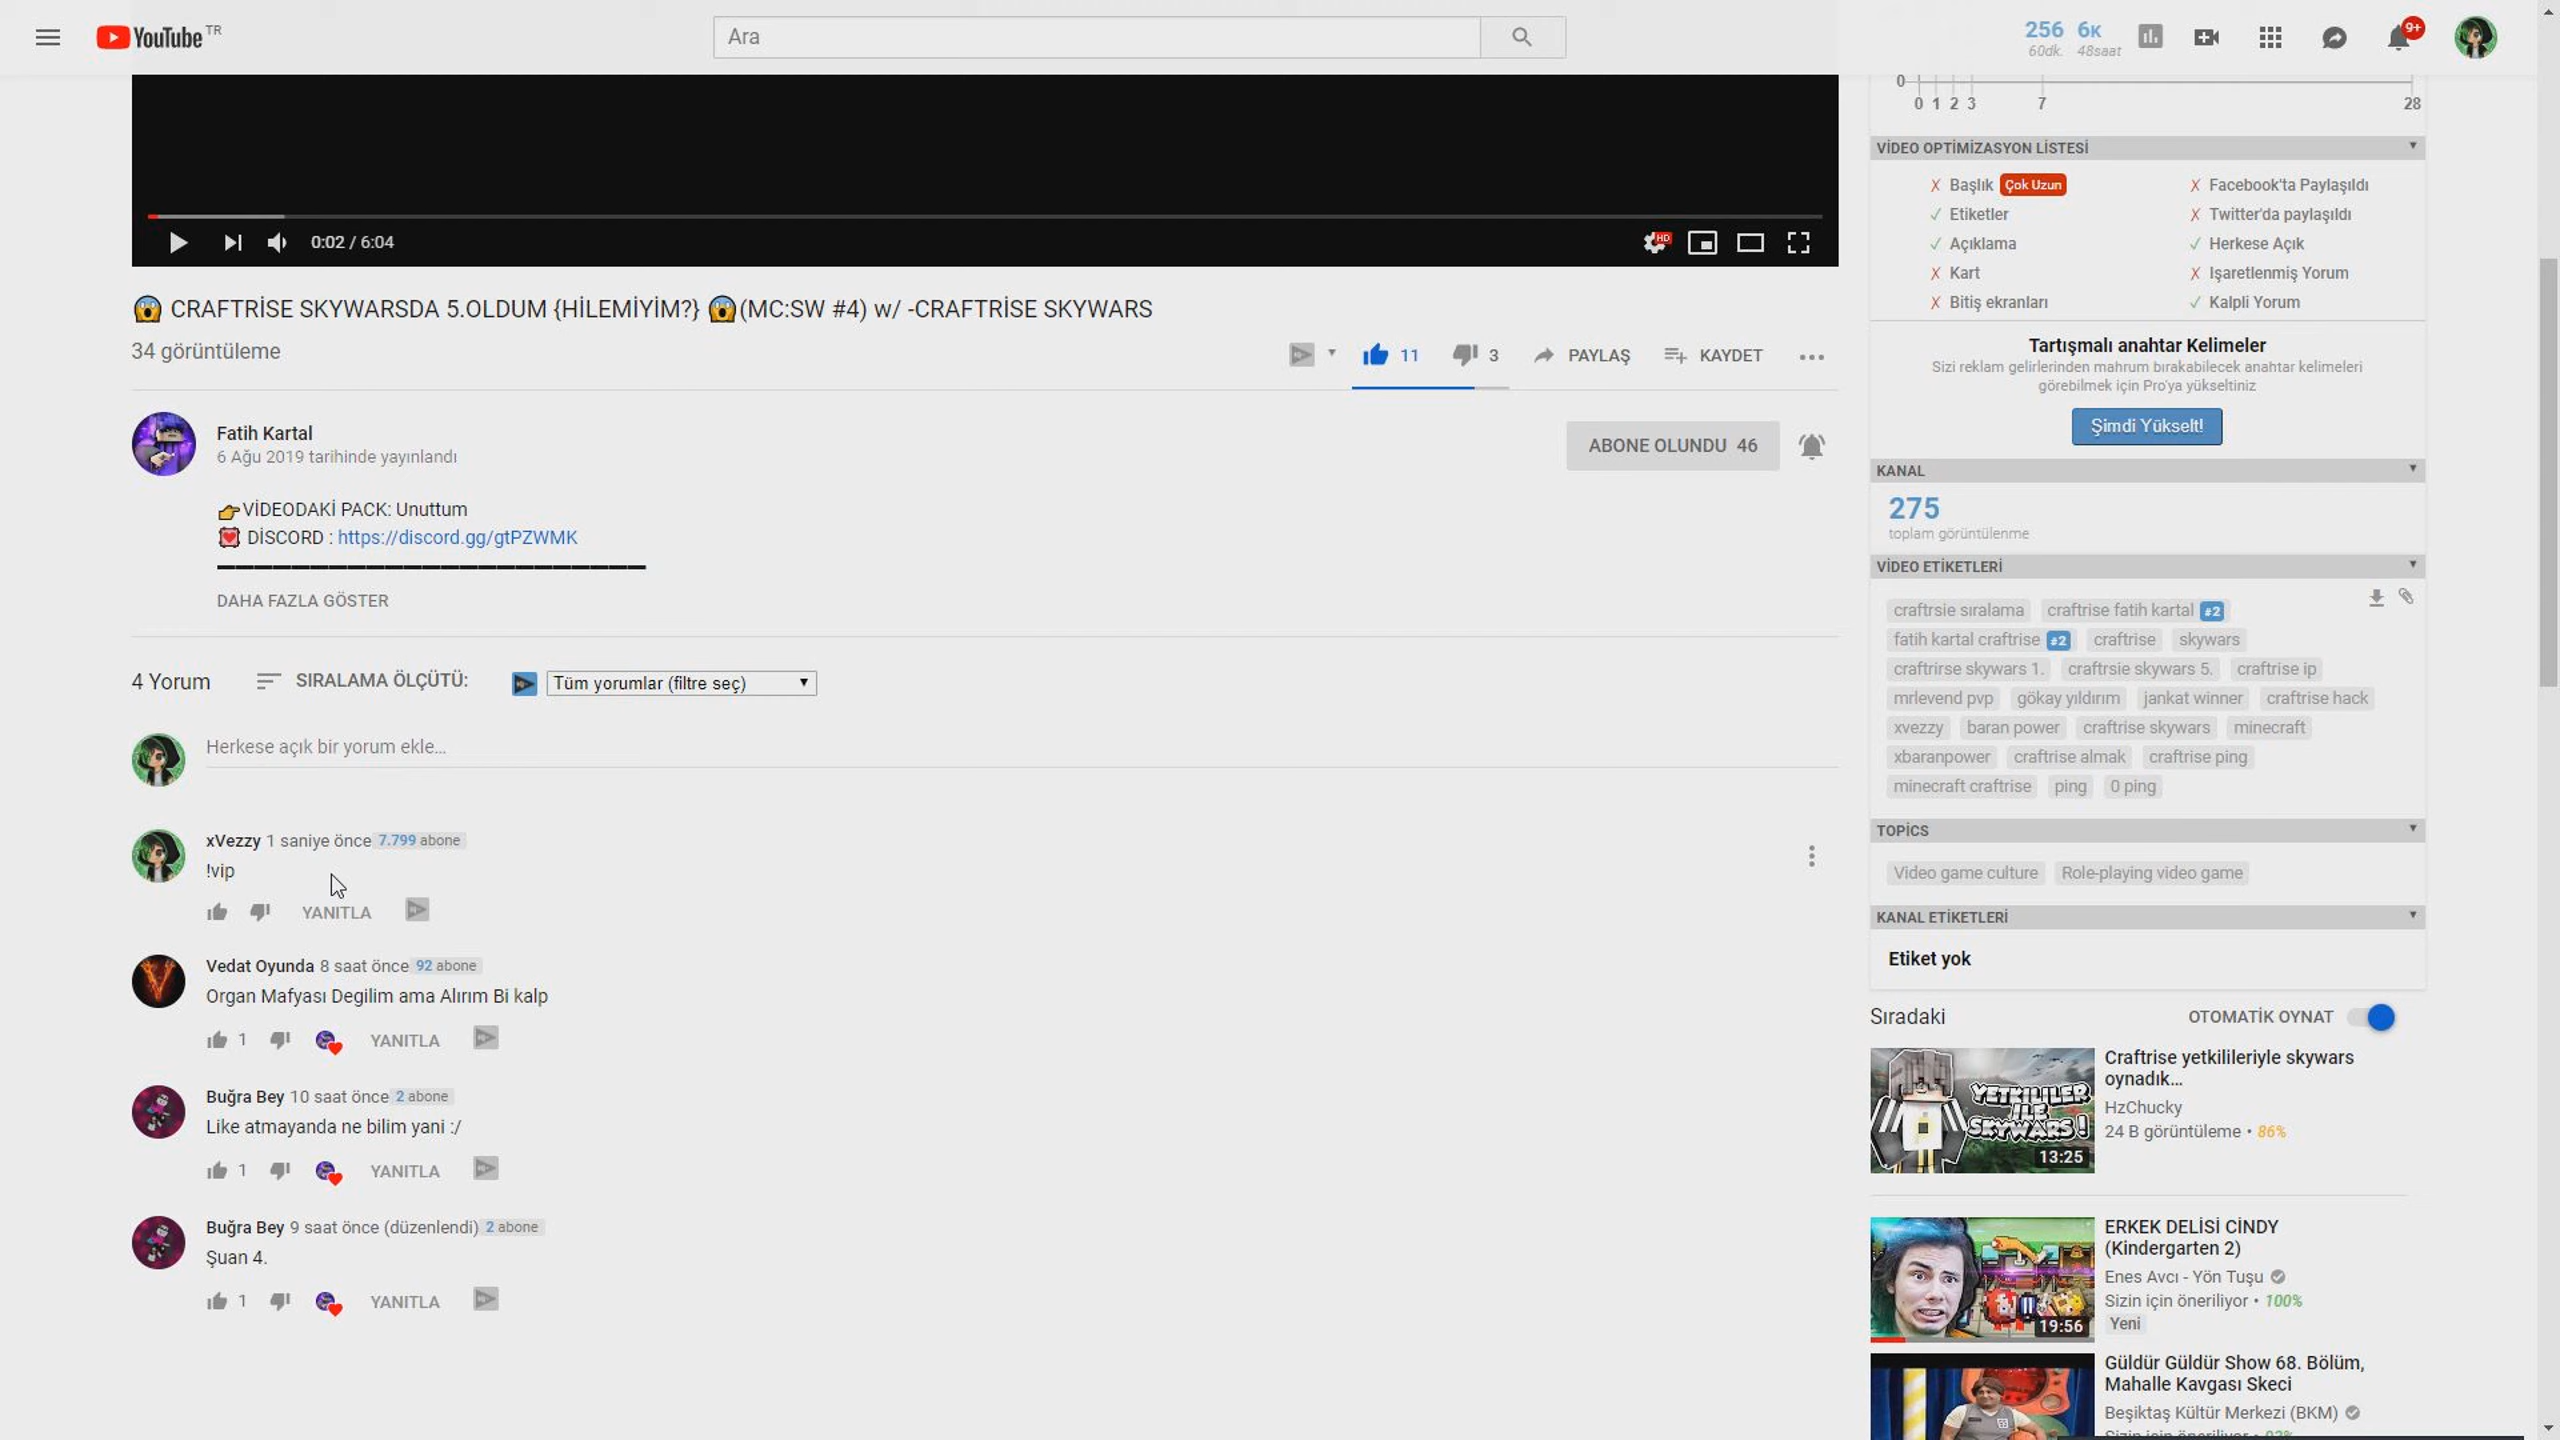 YouTube TR
Ara
256 6K
60dk. 48saat
9+
0
0 1 2 3 7 28
0:02 / 6:04
HD
😱 CRAFTRİSE SKYWARSDA 5.OLDUM {HİLEMİYİM?} 😱(MC:SW #4) w/ -CRAFTRİSE SKYWARS
34 görüntüleme
11
3
PAYLAŞ
KAYDET
Fatih Kartal
6 Ağu 2019 tarihinde yayınlandı
ABONE OLUNDU 46
👉VİDEODAKİ PACK: Unuttum
💟 DİSCORD : https://discord.gg/gtPZWMK
DAHA FAZLA GÖSTER
4 Yorum
SIRALAMA ÖLÇÜTÜ:
Tüm yorumlar (filtre seç)
Herkese açık bir yorum ekle...
xVezzy 1 saniye önce 7.799 abone
!vip
YANITLA
Vedat Oyunda 8 saat önce 92 abone
Organ Mafyası Degilim ama Alırım Bi kalp
1 YANITLA
Buğra Bey 10 saat önce 2 abone
Like atmayanda ne bilim yani :/
1 YANITLA
Buğra Bey 9 saat önce (düzenlendi) 2 abone
Şuan 4.
1 YANITLA
VİDEO OPTİMİZASYON LİSTESİ
X Başlık Çok Uzun
✓ Etiketler
✓ Açıklama
X Kart
X Bitiş ekranları
X Facebook'ta Paylaşıldı
X Twitter'da paylaşıldı
✓ Herkese Açık
X Işaretlenmiş Yorum
✓ Kalpli Yorum
Tartışmalı anahtar Kelimeler
Sizi reklam gelirlerinden mahrum bırakabilecek anahtar kelimeleri
görebilmek için Pro'ya yükseltiniz
Şimdi Yükselt!
KANAL
275
toplam görüntülenme
VİDEO ETİKETLERİ
craftrsie sıralama craftrise fatih kartal #2
fatih kartal craftrise #2 craftrise skywars
craftrirse skywars 1. craftrsie skywars 5. craftrise ip
mrlevend pvp gökay yıldırım jankat winner craftrise hack
xvezzy baran power craftrise skywars minecraft
xbaranpower craftrise almak craftrise ping
minecraft craftrise ping 0 ping
TOPİCS
Video game culture Role-playing video game
KANAL ETİKETLERİ
Etiket yok
Sıradaki
OTOMATİK OYNAT
YETKİLİLER
İLE
SKYWARS!
13:25
Craftrise yetkilileriyle skywars
oynadık...
HzChucky
24 B görüntüleme • 86%
19:56
ERKEK DELİSİ CİNDY
(Kindergarten 2)
Enes Avcı - Yön Tuşu
Sizin için öneriliyor • 100%
Yeni
Güldür Güldür Show 68. Bölüm,
Mahalle Kavgası Skeci
Beşiktaş Kültür Merkezi (BKM)